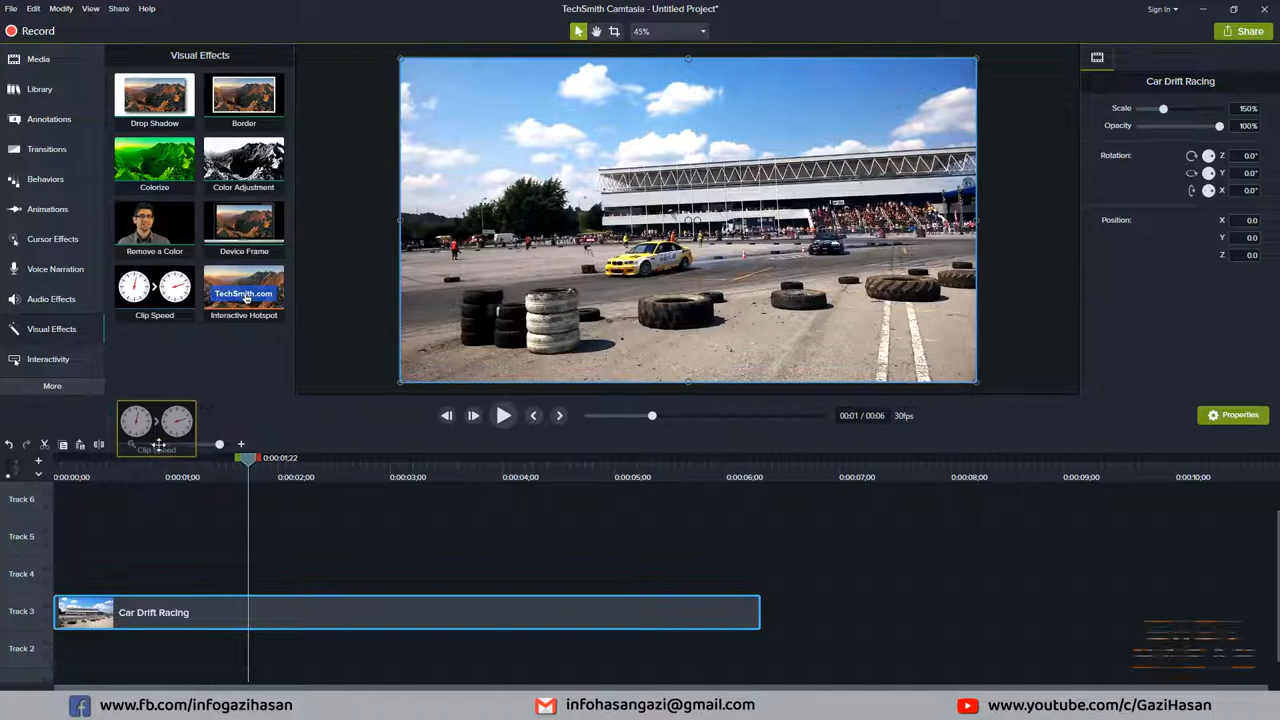 TechSmith Camtasia - Untitled Project*
File Edit Modify View Share Help
Sign In
Record
45%
Share
Media
Library
Annotations
Transitions
Behaviors
Animations
Cursor Effects
Voice Narration
Audio Effects
Visual Effects
Interactivity
More
Visual Effects
Drop Shadow
Border
Colorize
Color Adjustment
Remove a Color
Device Frame
Clip Speed
TechSmith.com
Interactive Hotspot
Clip Speed
Car Drift Racing
Scale 150%
Opacity 100%
Rotation: Z 0.0°
Y 0.0°
X 0.0°
Position: X 0.0
Y 0.0
Z 0.0
00:01 / 00:06 30fps
Properties
0:00:01;22
0:00:00;00 0:00:01;00 0:00:02;00 0:00:03;00 0:00:04;00 0:00:05;00 0:00:06;00 0:00:07;00 0:00:08;00 0:00:09;00 0:00:10;00
Track 6
Track 5
Track 4
Track 3
Car Drift Racing
Track 2
www.fb.com/infogazihasan
infohasangazi@gmail.com
www.youtube.com/c/GaziHasan